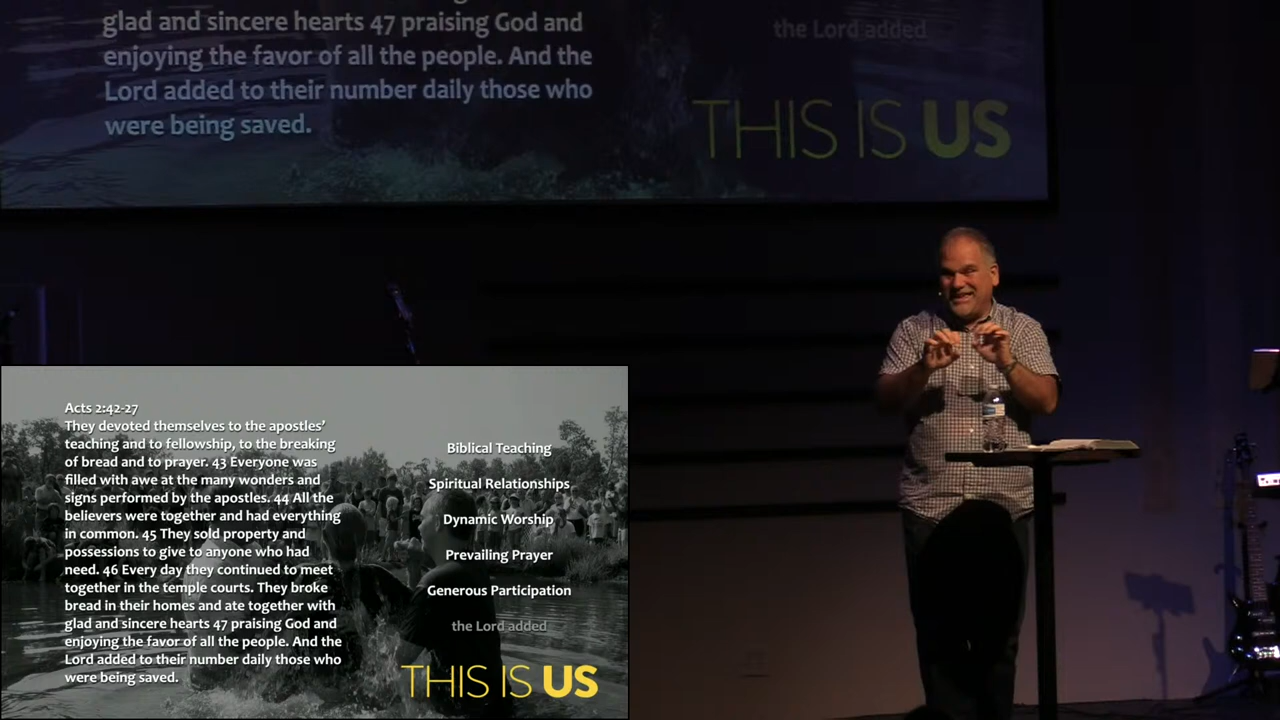 glad and sincere hearts 47 praising God and
enjoying the favor of all the people. And the
Lord added to their number daily those who
were being saved.
the Lord added
THIS IS US
Acts 2:42-27
They devoted themselves to the apostles'
teaching and to fellowship, to the breaking
of bread and to prayer. 43 Everyone was
filled with awe at the many wonders and
signs performed by the apostles. 44 All the
believers were together and had everything
in common. 45 They sold property and
possessions to give to anyone who had
need. 46 Every day they continued to meet
together in the temple courts. They broke
bread in their homes and ate together with
glad and sincere hearts 47 praising God and
enjoying the favor of all the people. And the
Lord added to their number daily those who
were being saved.
Biblical Teaching
Spiritual Relationships
Dynamic Worship
Prevailing Prayer
Generous Participation
the Lord added
THIS IS US